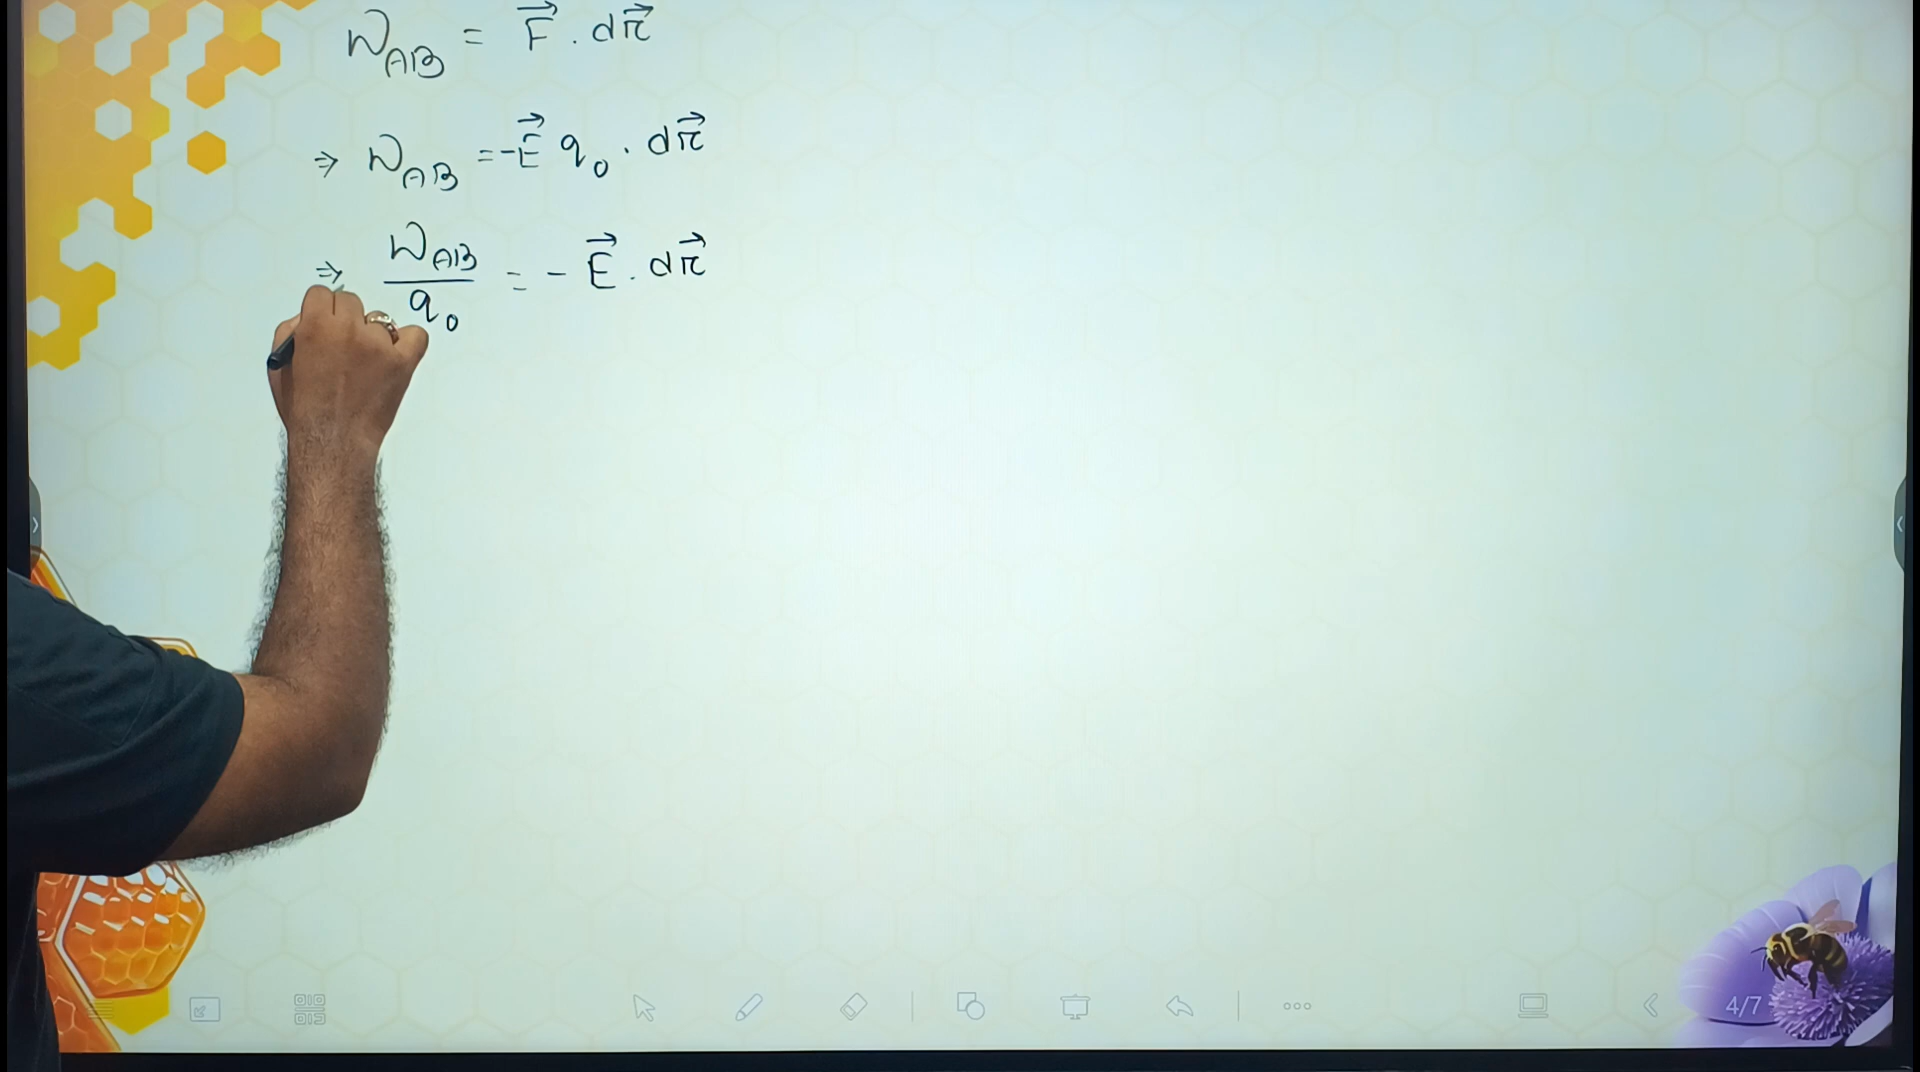 W_AB = F⃗ . dr⃗
⇒ W_AB = -E⃗ q₀ . dr⃗
⇒ W_AB / q₀ = - E⃗ . dr⃗
4/7